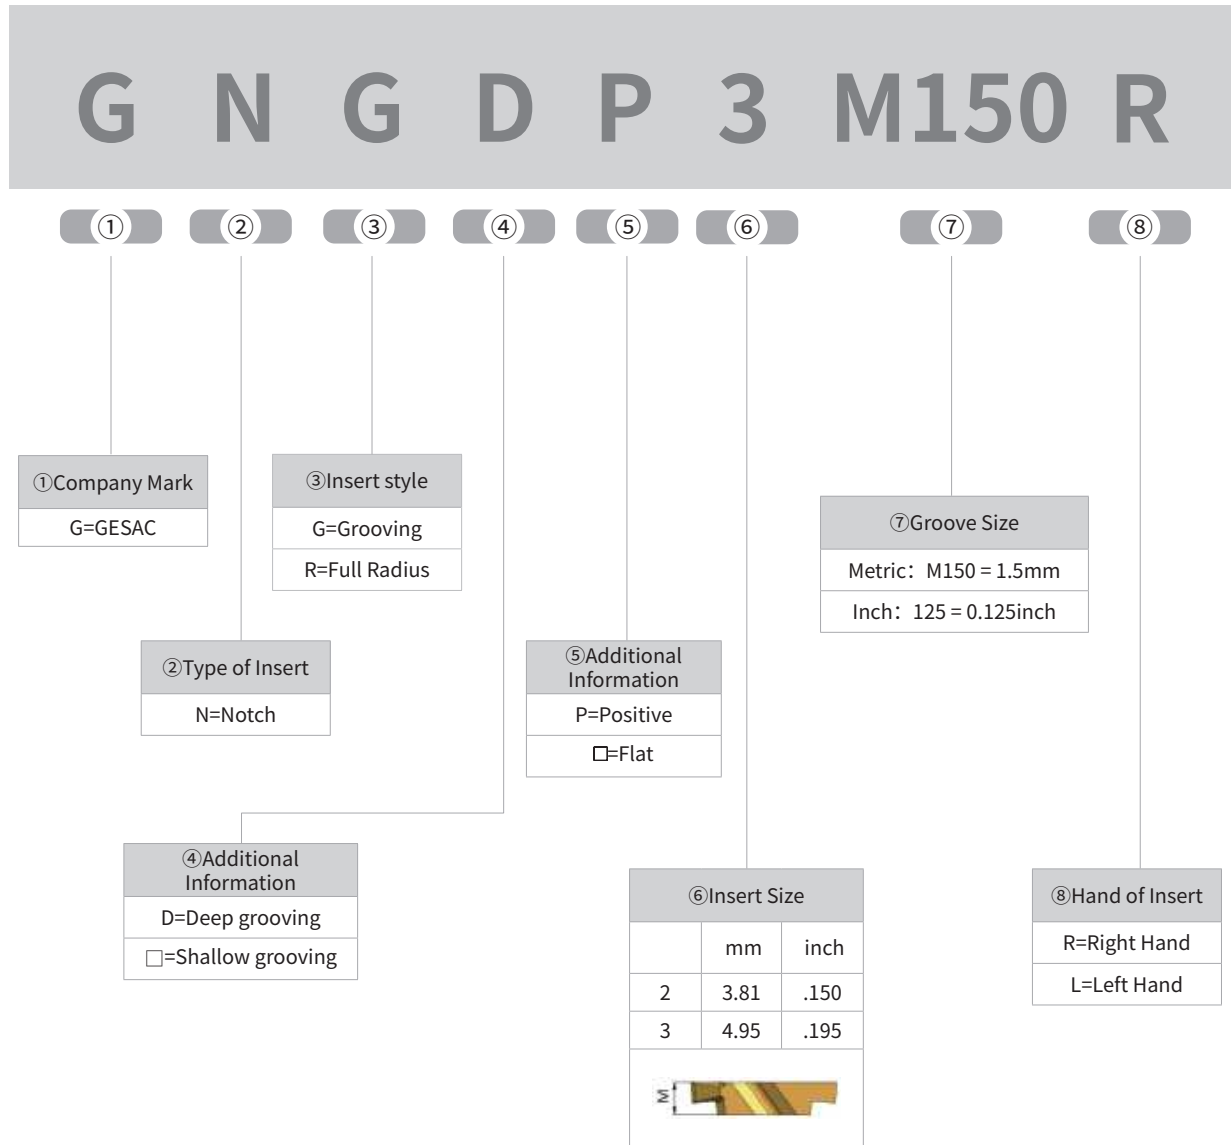 G N G D P 3 M150 R
① ② ③ ④ ⑤ ⑥ ⑦ ⑧
①Company Mark
G=GESAC
③Insert style
G=Grooving
R=Full Radius
⑦Groove Size
Metric：M150 = 1.5mm
Inch：125 = 0.125inch
②Type of Insert
N=Notch
⑤Additional
Information
P=Positive
□=Flat
④Additional
Information
D=Deep grooving
□=Shallow grooving
⑥Insert Size
mm inch
2 3.81 .150
3 4.95 .195
M
⑧Hand of Insert
R=Right Hand
L=Left Hand